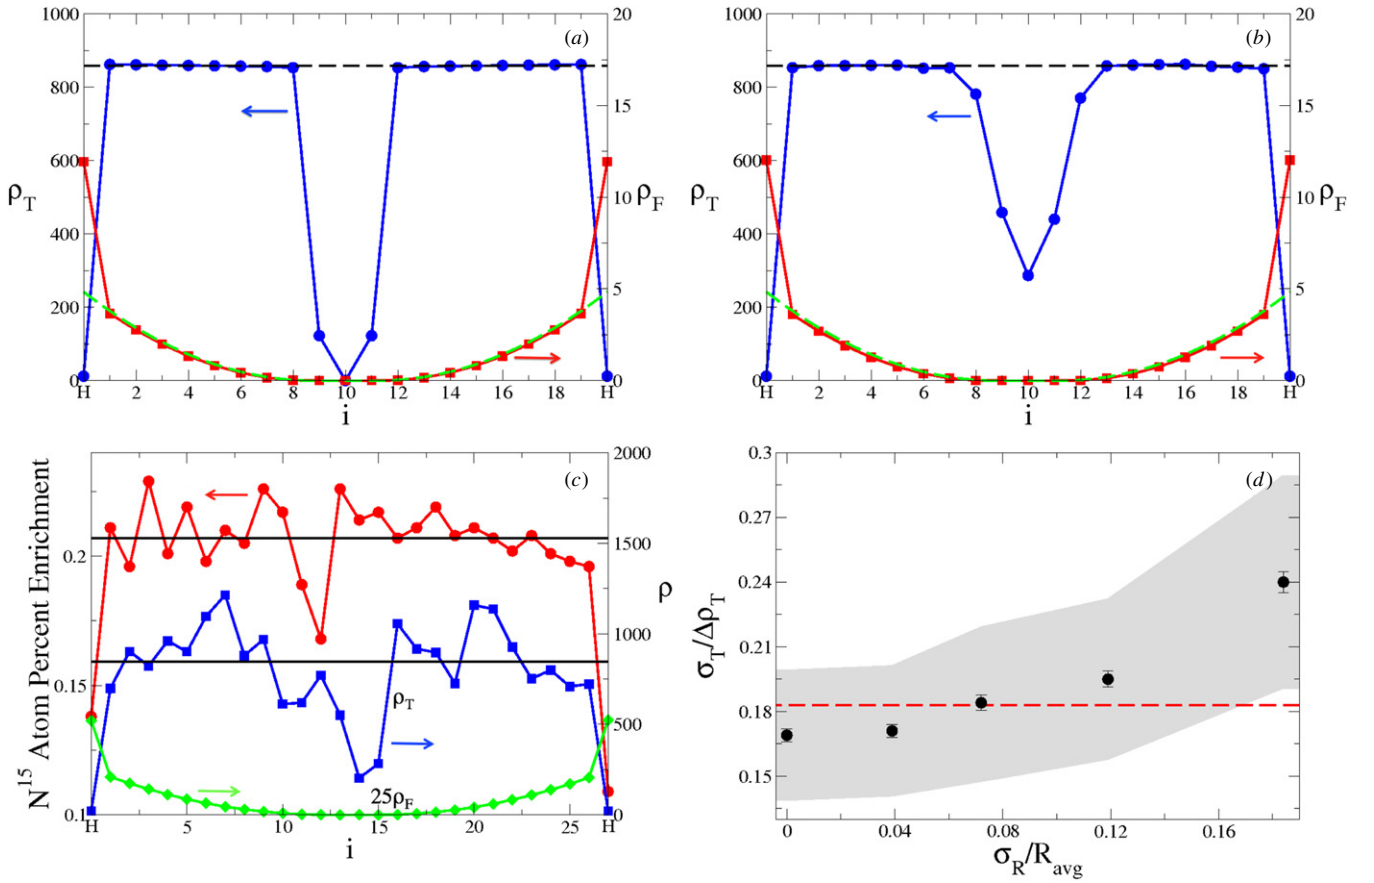 (a)
1000
800
600
400
200
0
ρT
20
15
10
5
0
ρF
H 2 4 6 8 10 12 14 16 18 H
i
(b)
1000
800
600
400
200
0
ρT
20
15
10
5
0
ρF
H 2 4 6 8 10 12 14 16 18 H
i
(c)
N15 Atom Percent Enrichment
0.2
0.15
0.1
2000
1500
1000
500
0
ρ
ρT
25ρF
H 5 10 15 20 25 H
i
(d)
0.3
0.27
0.24
0.21
0.18
0.15
σT/ΔρT
0 0.04 0.08 0.12 0.16
σR/Ravg